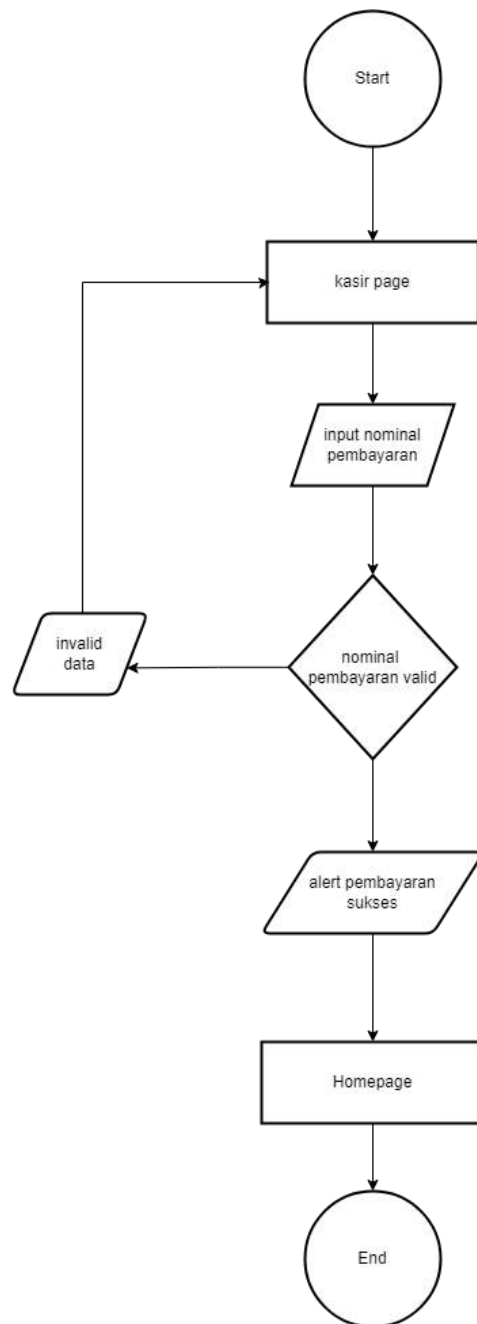 Start
kasir page
input nominal
pembayaran
nominal
pembayaran valid
invalid
data
alert pembayaran
sukses
Homepage
End